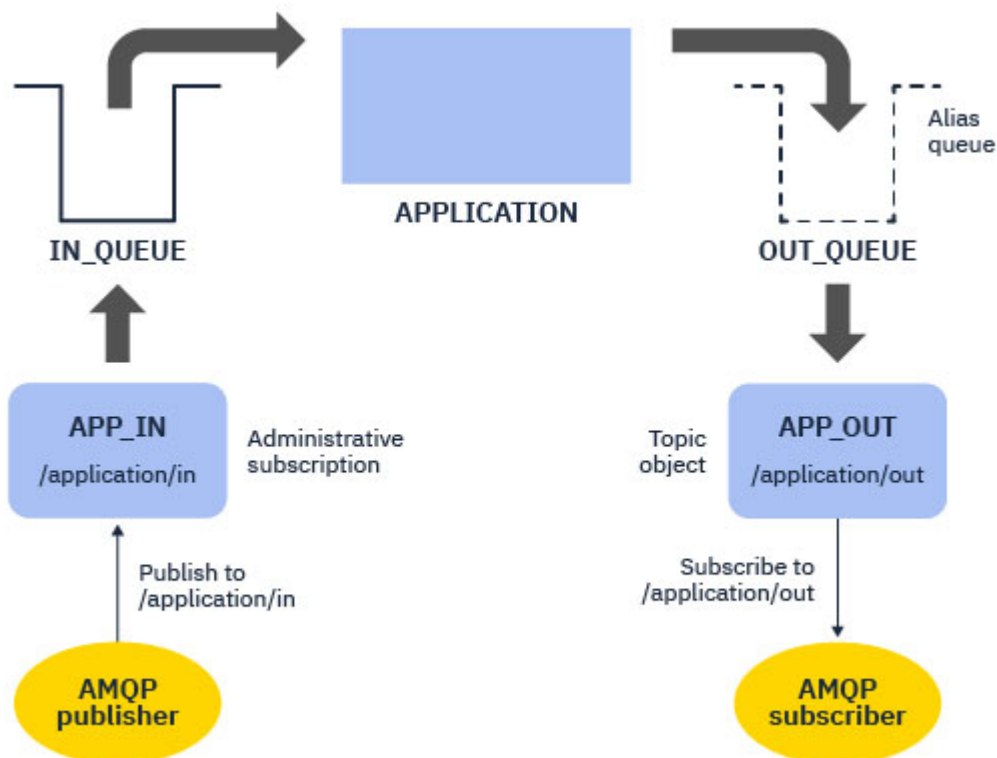 Alias
queue
APPLICATION
IN_QUEUE
OUT_QUEUE
APP_IN
/application/in
Administrative
subscription
Topic
object
APP_OUT
/application/out
Publish to
/application/in
Subscribe to
/application/out
AMQP
publisher
AMQP
subscriber